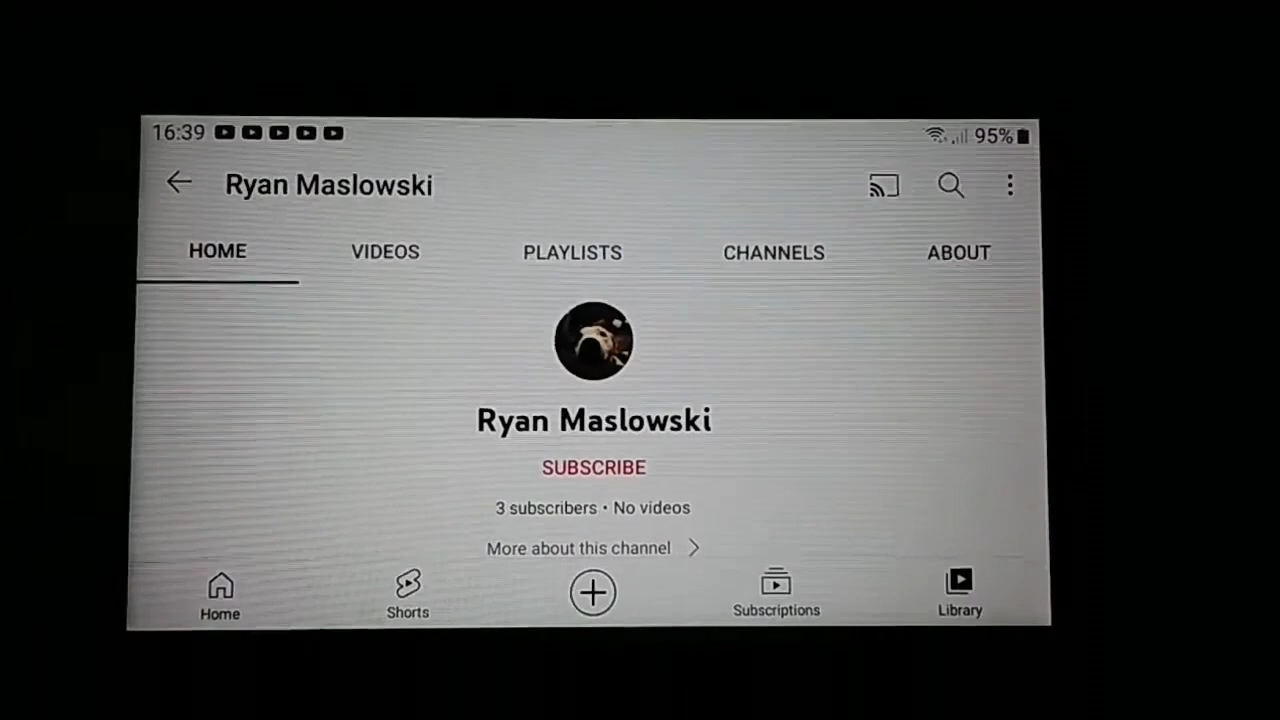 16:39 95%
Ryan Maslowski
HOME VIDEOS PLAYLISTS CHANNELS ABOUT
Ryan Maslowski
SUBSCRIBE
3 subscribers • No videos
More about this channel
Home Shorts Subscriptions Library